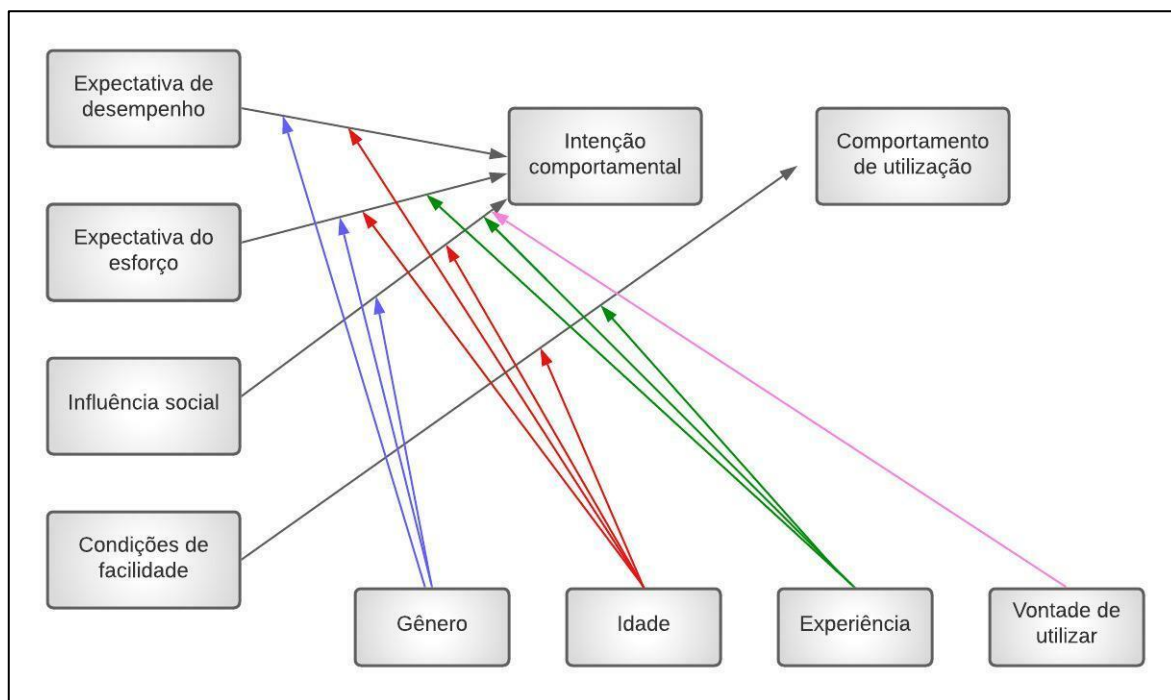 Expectativa de
desempenho
Intenção
comportamental
Comportamento
de utilização
Expectativa do
esforço
Influência social
Condições de
facilidade
Gênero
Idade
Experiência
Vontade de
utilizar